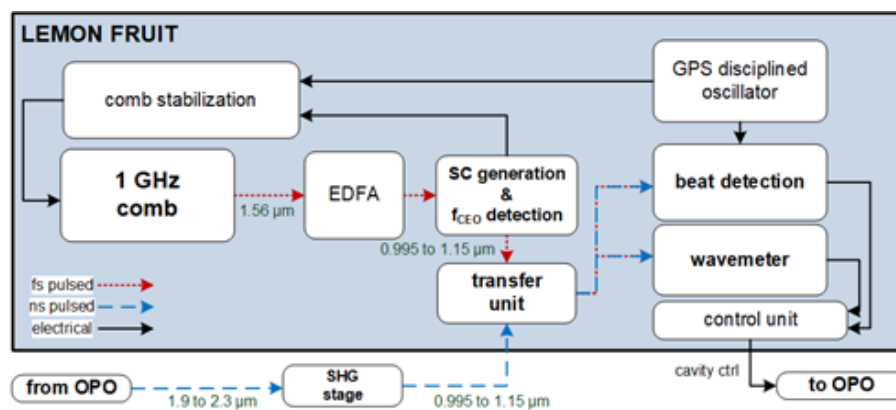 LEMON FRUIT
GPS disciplined
oscillator
comb stabilization
1 GHz
comb
1.56 µm
EDFA
SC generation
&
fCEO detection
0.995 to 1.15 µm
beat detection
wavemeter
transfer
unit
control unit
fs pulsed
ns pulsed
electrical
from OPO
1.9 to 2.3 µm
SHG
stage
0.995 to 1.15 µm
cavity ctrl
to OPO